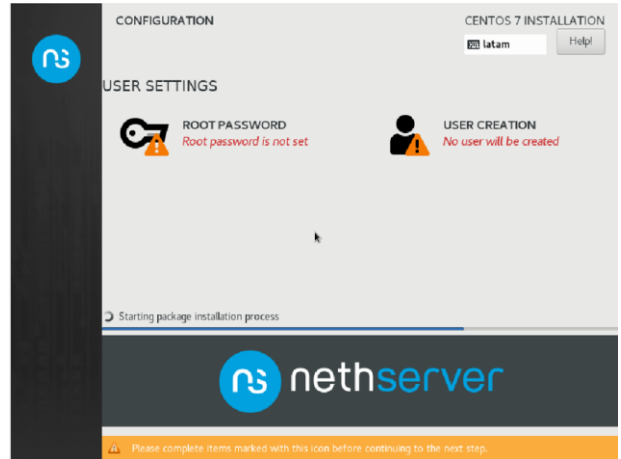 CONFIGURATION
CENTOS 7 INSTALLATION
latam
Help!
ns
USER SETTINGS
ROOT PASSWORD
Root password is not set
USER CREATION
No user will be created
Starting package installation process
ns nethserver
Please complete items marked with this icon before continuing to the next step.